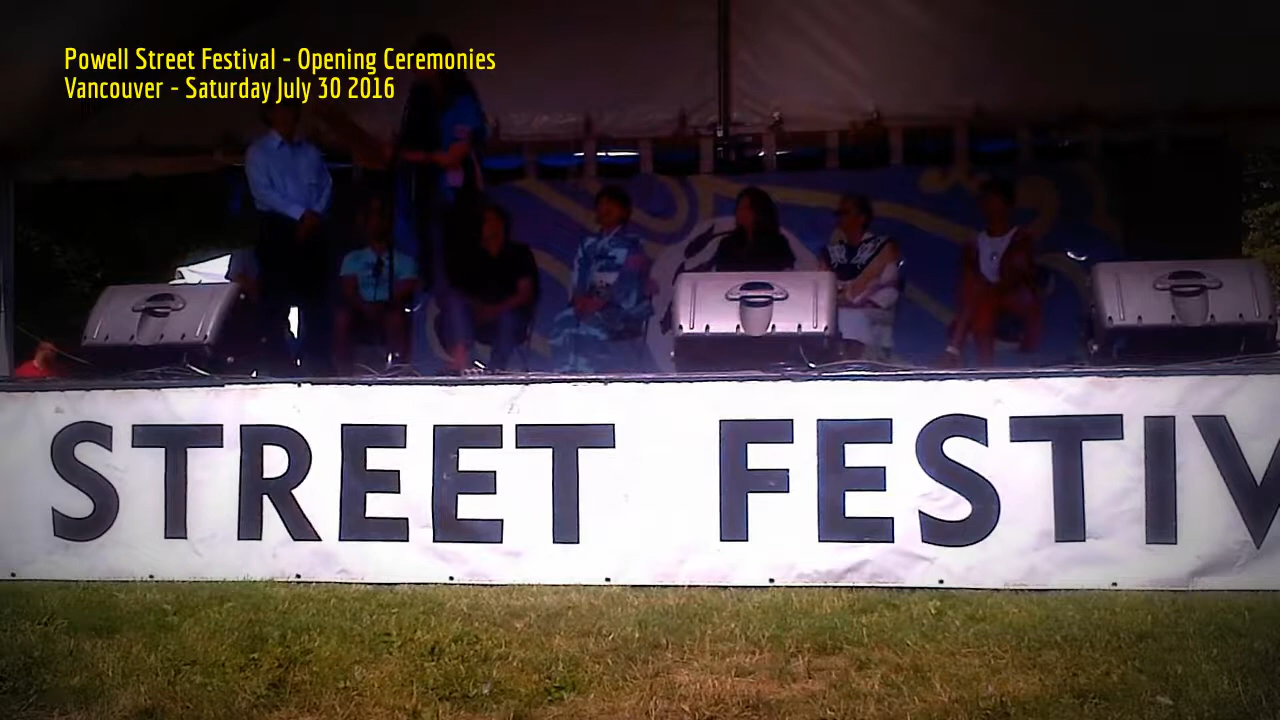 Powell Street Festival - Opening Ceremonies
Vancouver - Saturday July 30 2016
STREET FESTIV